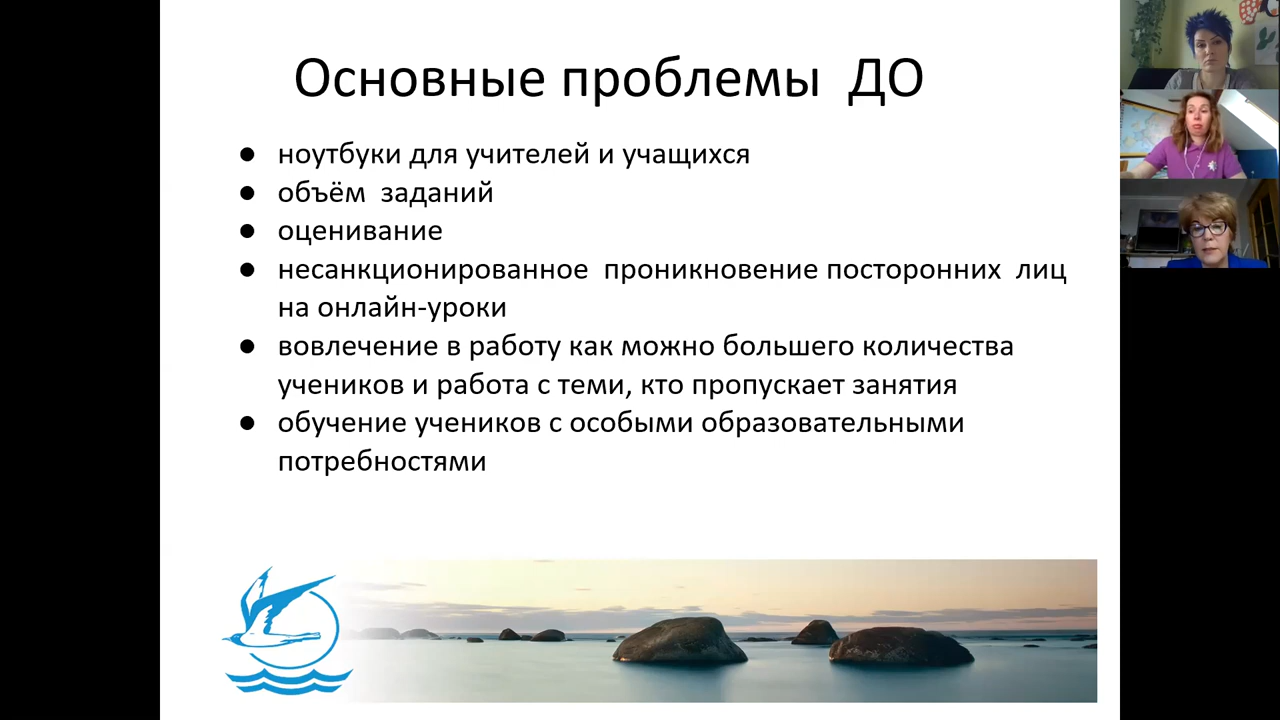 Основные проблемы ДО
● ноутбуки для учителей и учащихся
● объём заданий
● оценивание
● несанкционированное проникновение посторонних лиц
на онлайн-уроки
● вовлечение в работу как можно большего количества
учеников и работа с теми, кто пропускает занятия
● обучение учеников с особыми образовательными
потребностями